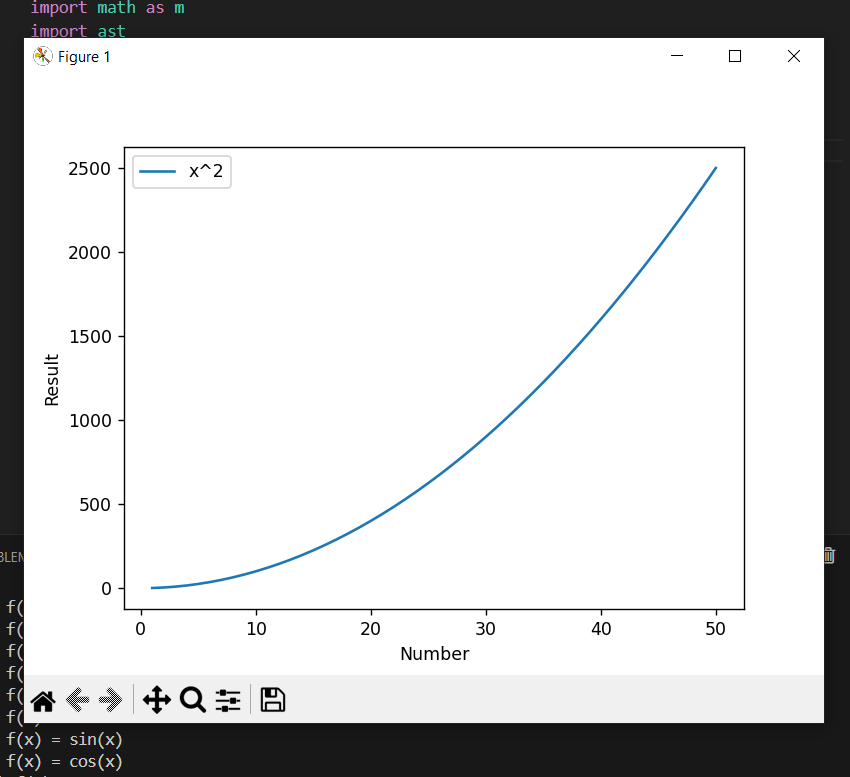 import math as m
import ast
Figure 1
x^2
2500
2000
1500
1000
500
0
Result
0 10 20 30 40 50
Number
f(
f(
f(
f(
f(
f(
f(x) = sin(x)
f(x) = cos(x)